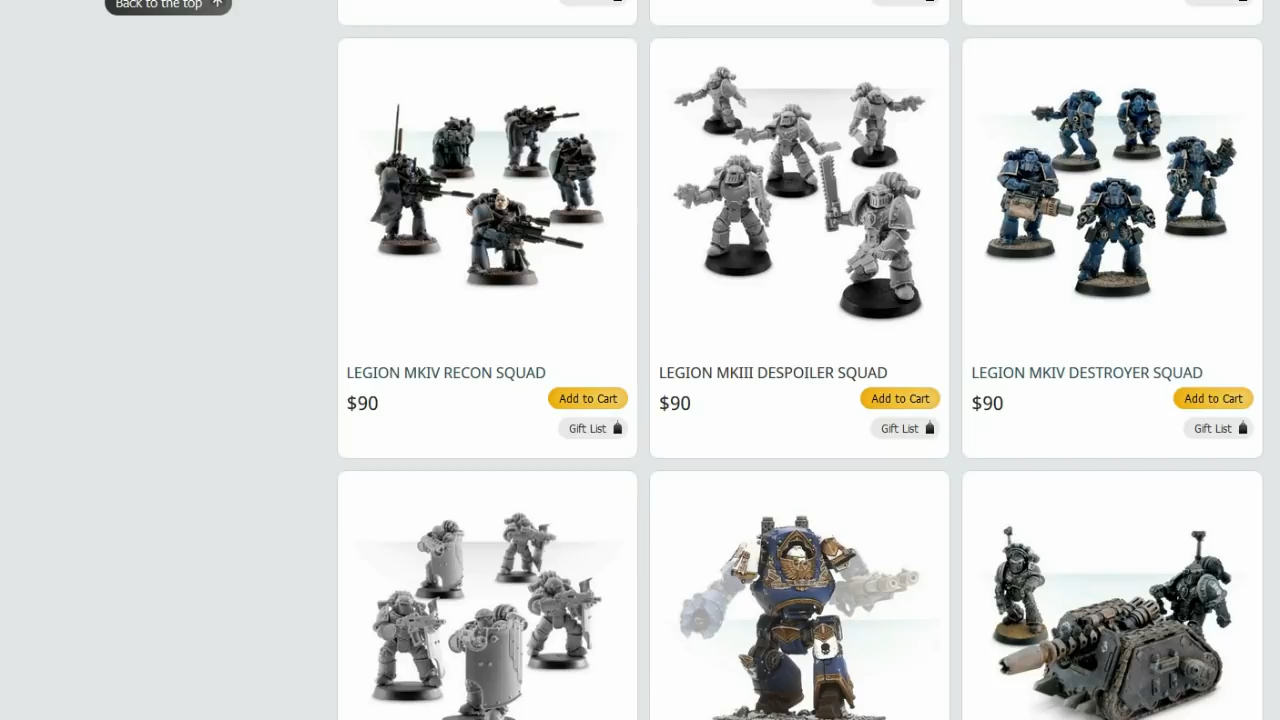 Back to the top ↑
LEGION MKIV RECON SQUAD
$90
Add to Cart
Gift List
LEGION MKIII DESPOILER SQUAD
$90
Add to Cart
Gift List
LEGION MKIV DESTROYER SQUAD
$90
Add to Cart
Gift List